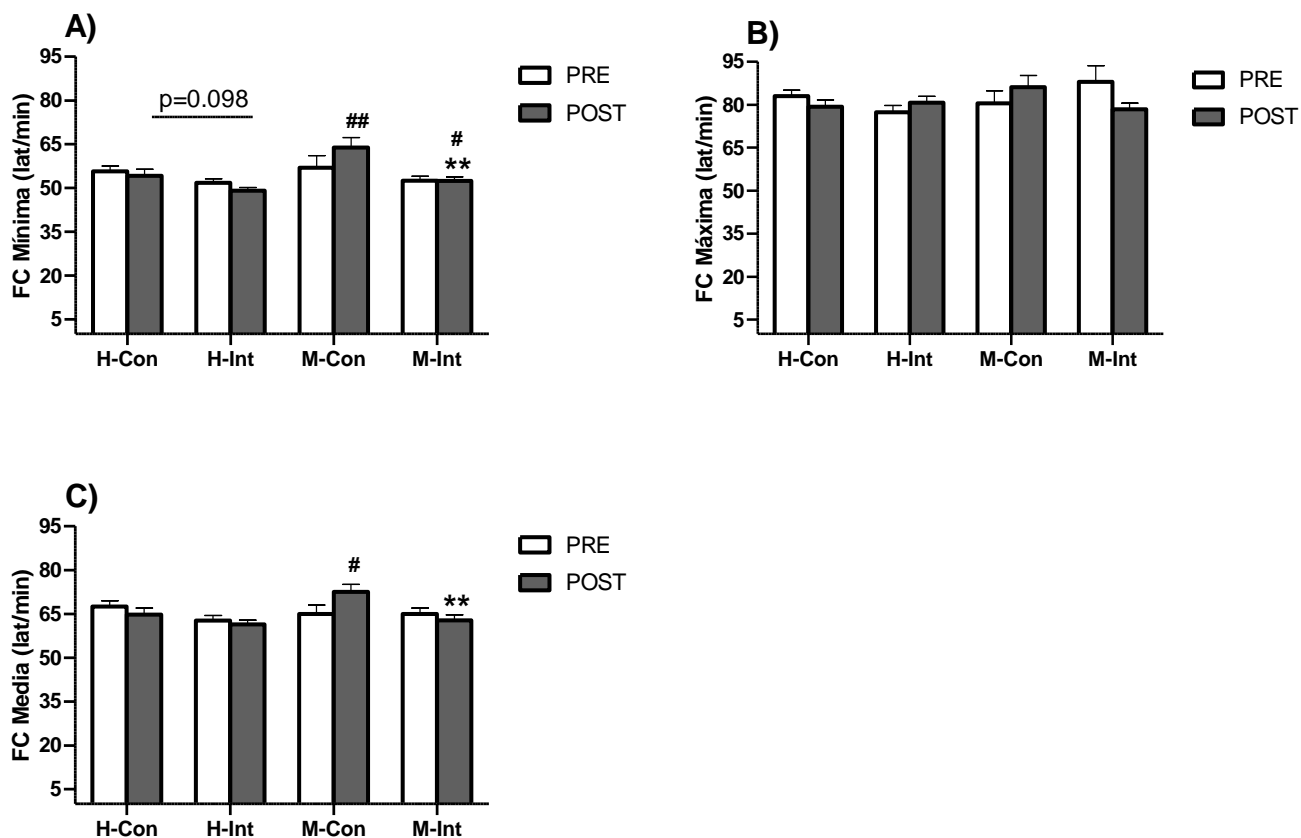 A)
FC Mínima (lat/min)
95
80
65
50
35
20
5
p=0.098
##
#
**
H-Con H-Int M-Con M-Int
PRE
POST
B)
FC Máxima (lat/min)
95
80
65
50
35
20
5
H-Con H-Int M-Con M-Int
PRE
POST
C)
FC Media (lat/min)
95
80
65
50
35
20
5
#
**
H-Con H-Int M-Con M-Int
PRE
POST